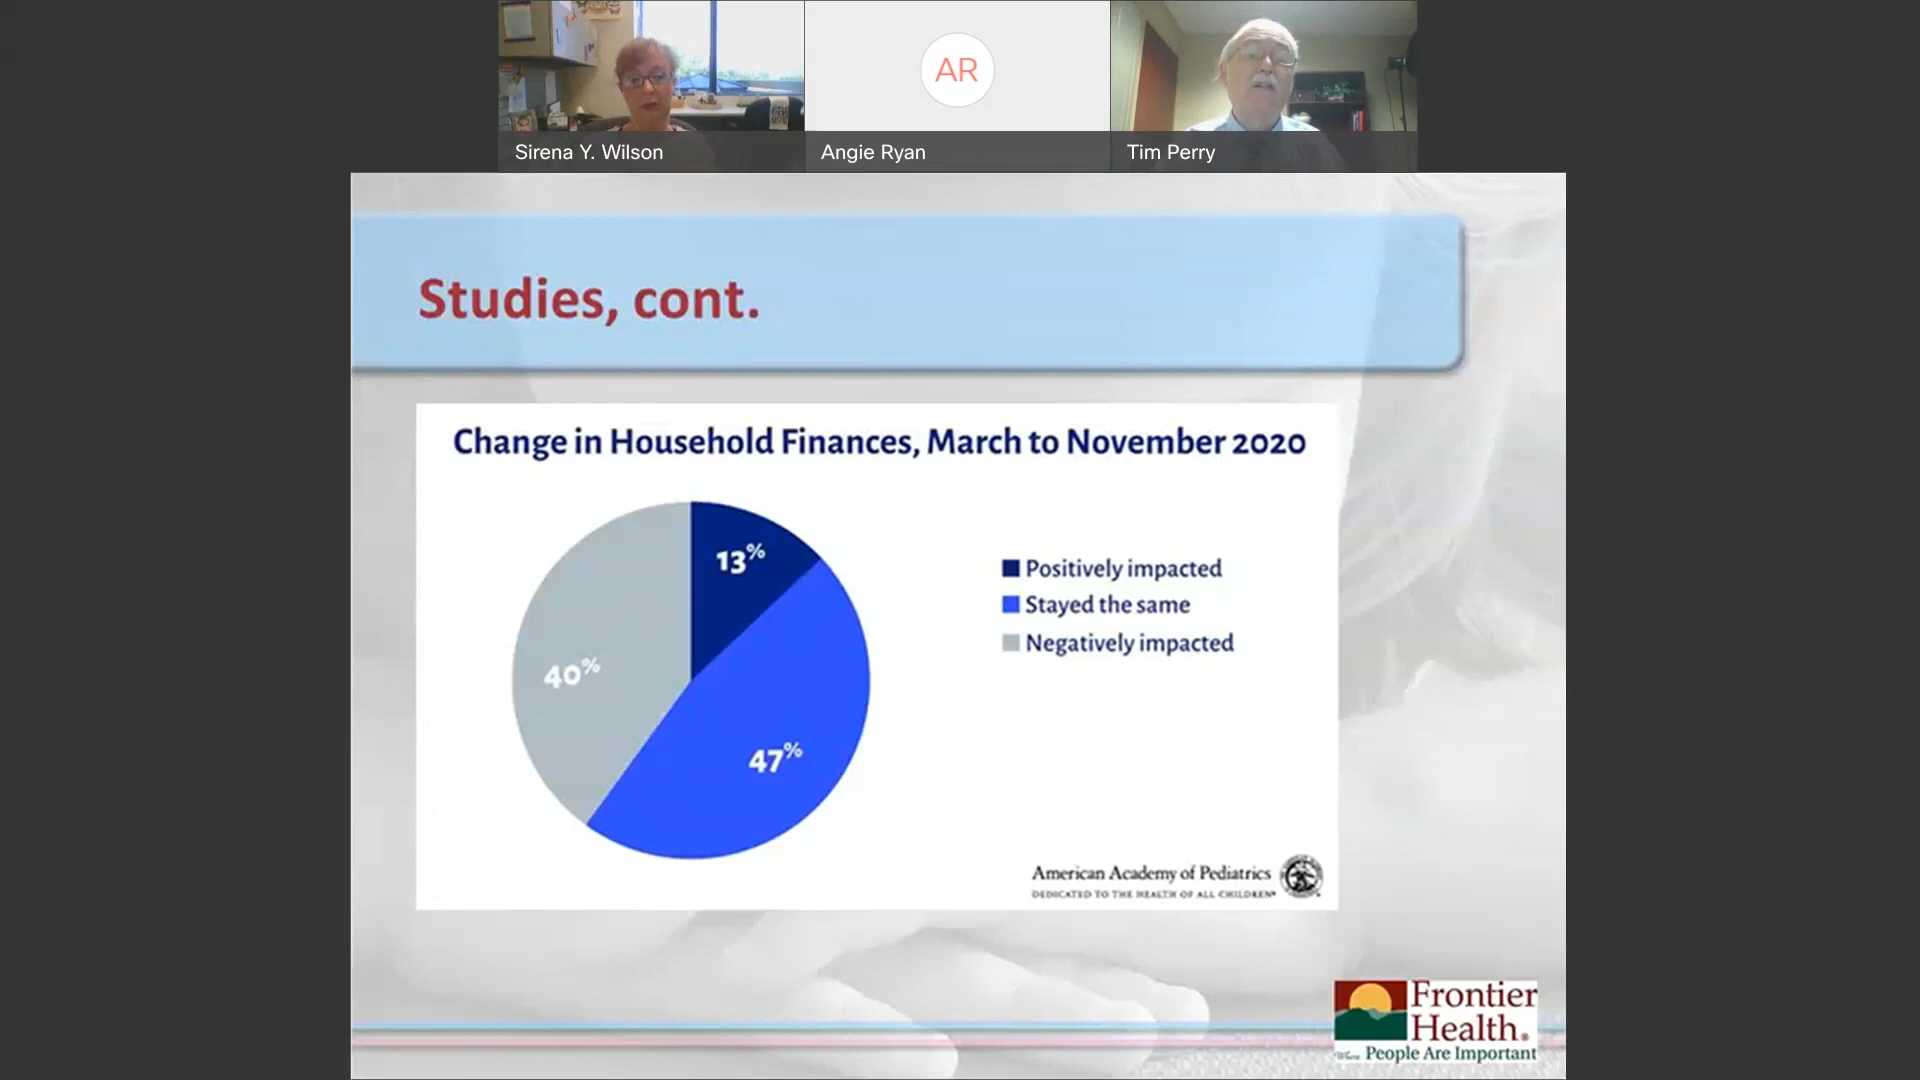 AR
Sirena Y. Wilson
Angie Ryan
Tim Perry
Studies, cont.
Change in Household Finances, March to November 2020
13%
40%
47%
Positively impacted
Stayed the same
Negatively impacted
American Academy of Pediatrics
DEDICATED TO THE HEALTH OF ALL CHILDREN®
Frontier
Health®
Where People Are Important